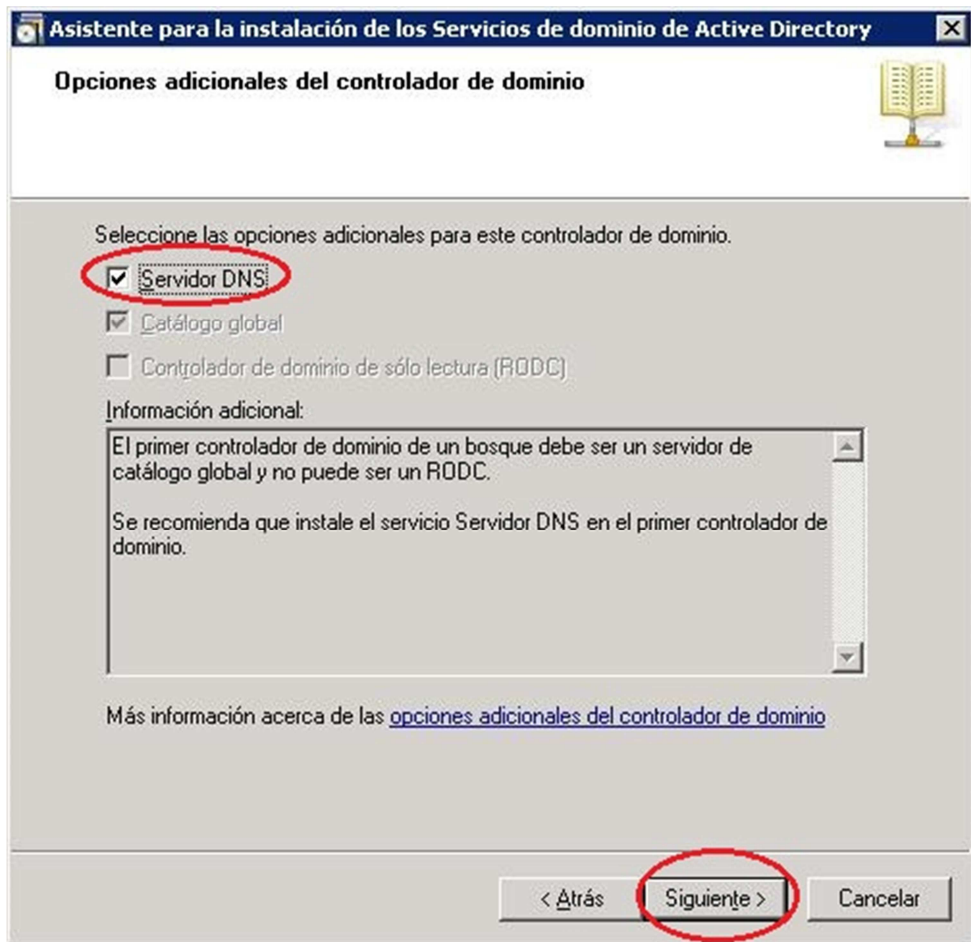 Asistente para la instalación de los Servicios de dominio de Active Directory
Opciones adicionales del controlador de dominio
Seleccione las opciones adicionales para este controlador de dominio.
Servidor DNS
Catálogo global
Controlador de dominio de sólo lectura (RODC)
Información adicional:
El primer controlador de dominio de un bosque debe ser un servidor de
catálogo global y no puede ser un RODC.
Se recomienda que instale el servicio Servidor DNS en el primer controlador de
dominio.
Más información acerca de las opciones adicionales del controlador de dominio
< Atrás
Siguiente >
Cancelar